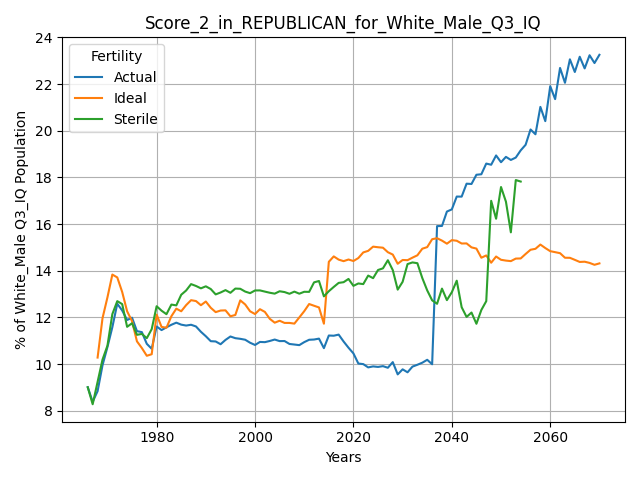 Score_2_in_REPUBLICAN_for_White_Male_Q3_IQ
% of White_Male Q3_IQ Population
24
22
20
18
16
14
12
10
8
Fertility
Actual
Ideal
Sterile
1980 2000 2020 2040 2060
Years